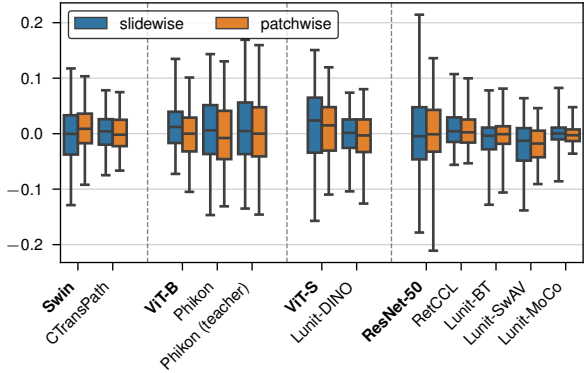 0.2
0.1
0.0
−0.1
−0.2
slidewise
patchwise
Swin
CTransPath
ViT-B
Phikon
Phikon (teacher)
ViT-S
Lunit-DINO
ResNet-50
RetCCL
Lunit-BT
Lunit-SwAV
Lunit-MoCo